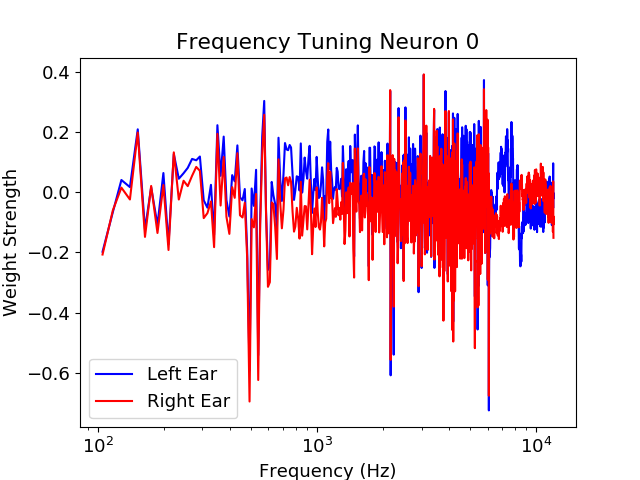 Frequency Tuning Neuron 0
Weight Strength
0.4
0.2
0.0
−0.2
−0.4
−0.6
Left Ear
Right Ear
10²
10³
10⁴
Frequency (Hz)